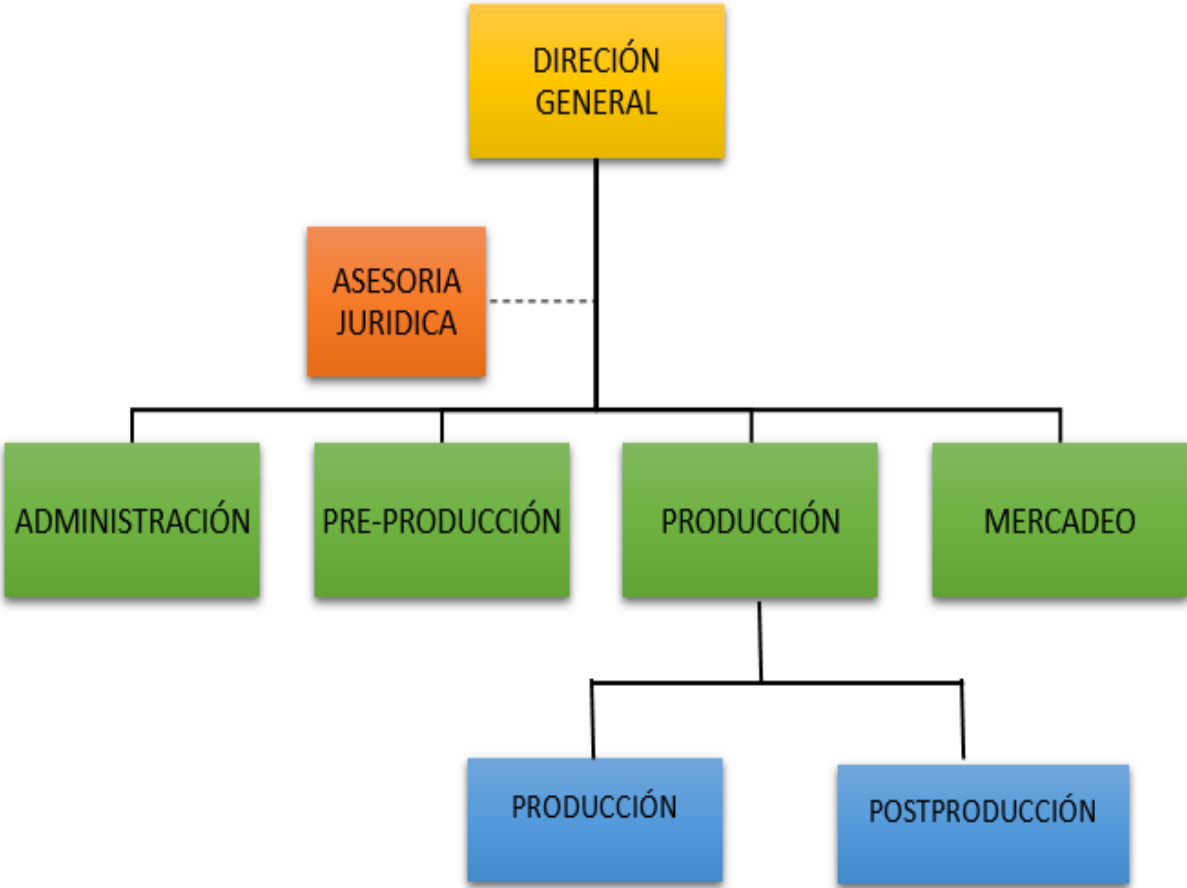 DIRECIÓN
GENERAL
ASESORIA
JURIDICA
ADMINISTRACIÓN
PRE-PRODUCCIÓN
PRODUCCIÓN
MERCADEO
PRODUCCIÓN
POSTPRODUCCIÓN